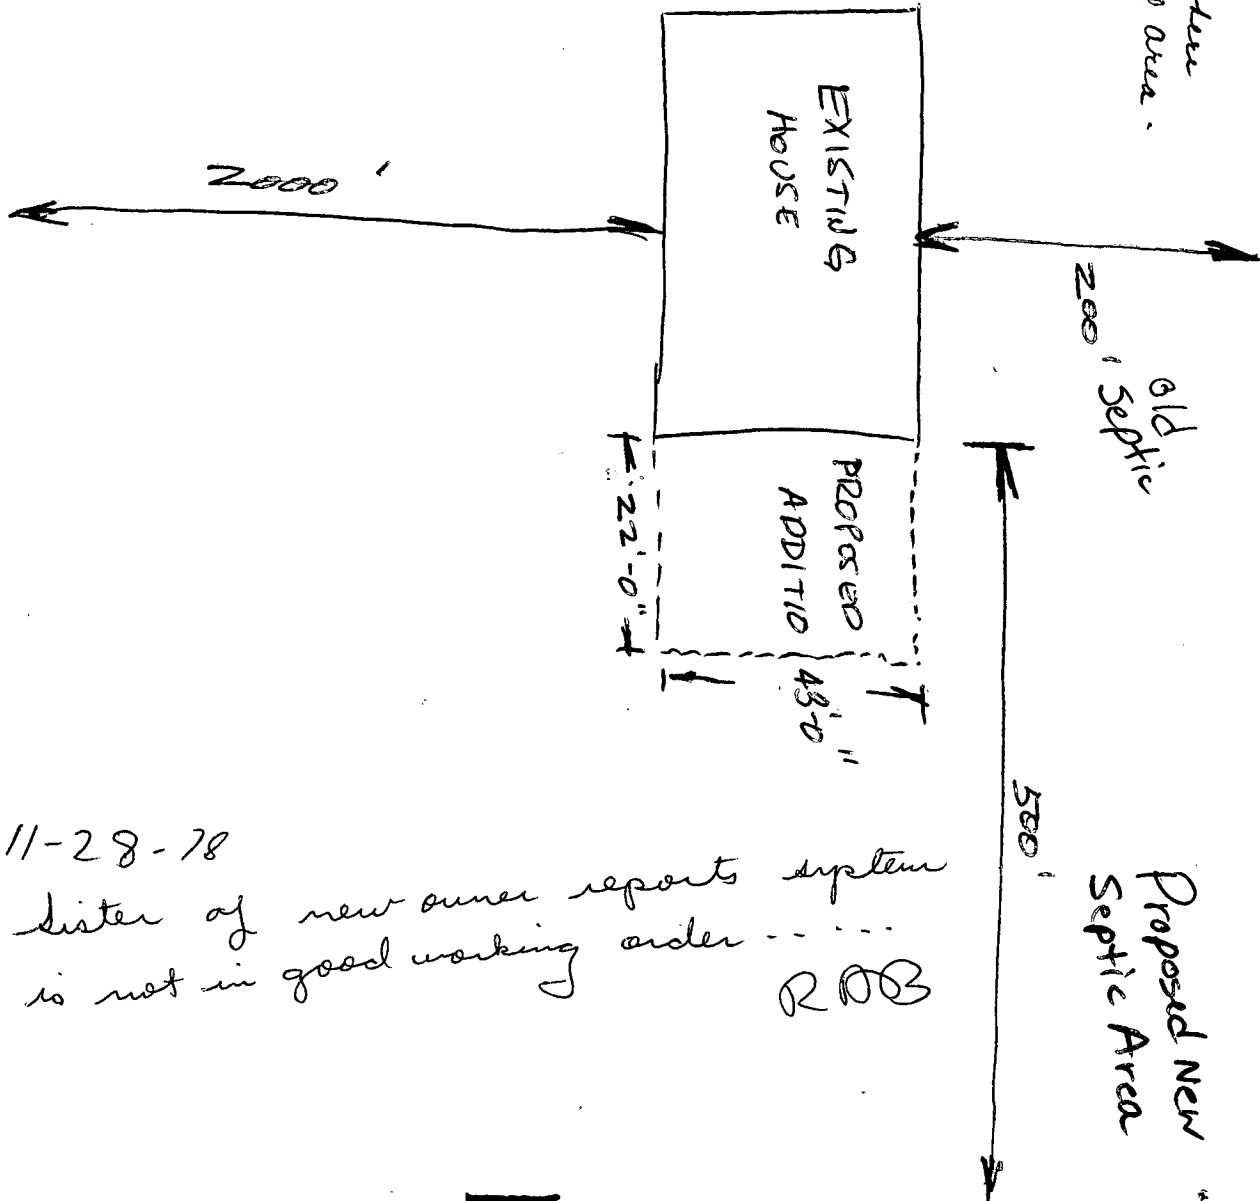 area.
EXISTING
HOUSE
2000'
200'
old
septic
PROPOSED
ADDITIO
22'-0"
43'-0"
500'
Proposed New
Septic Area
11-28-78
Sister of new owner reports system
is not in good working order -----
RAB